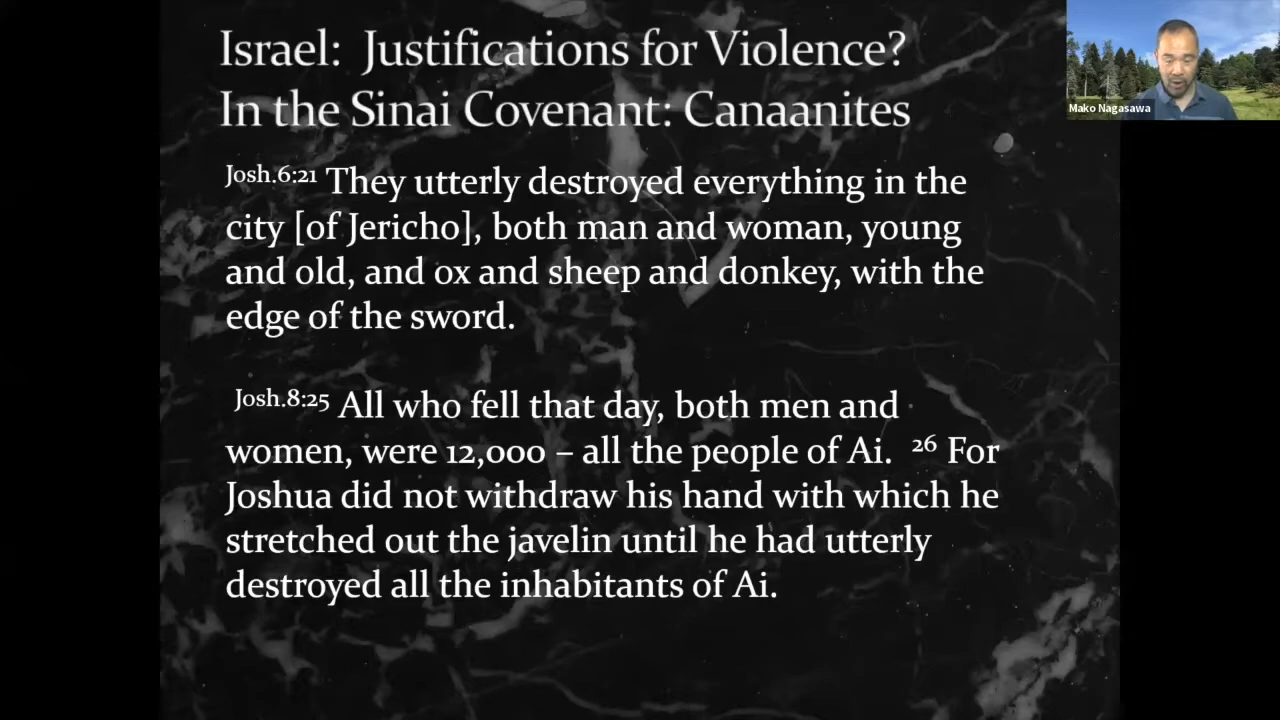 Israel: Justifications for Violence?
In the Sinai Covenant: Canaanites
Mako Nagasawa
Josh.6:21 They utterly destroyed everything in the
city [of Jericho], both man and woman, young
and old, and ox and sheep and donkey, with the
edge of the sword.
Josh.8:25 All who fell that day, both men and
women, were 12,000 – all the people of Ai. 26 For
Joshua did not withdraw his hand with which he
stretched out the javelin until he had utterly
destroyed all the inhabitants of Ai.